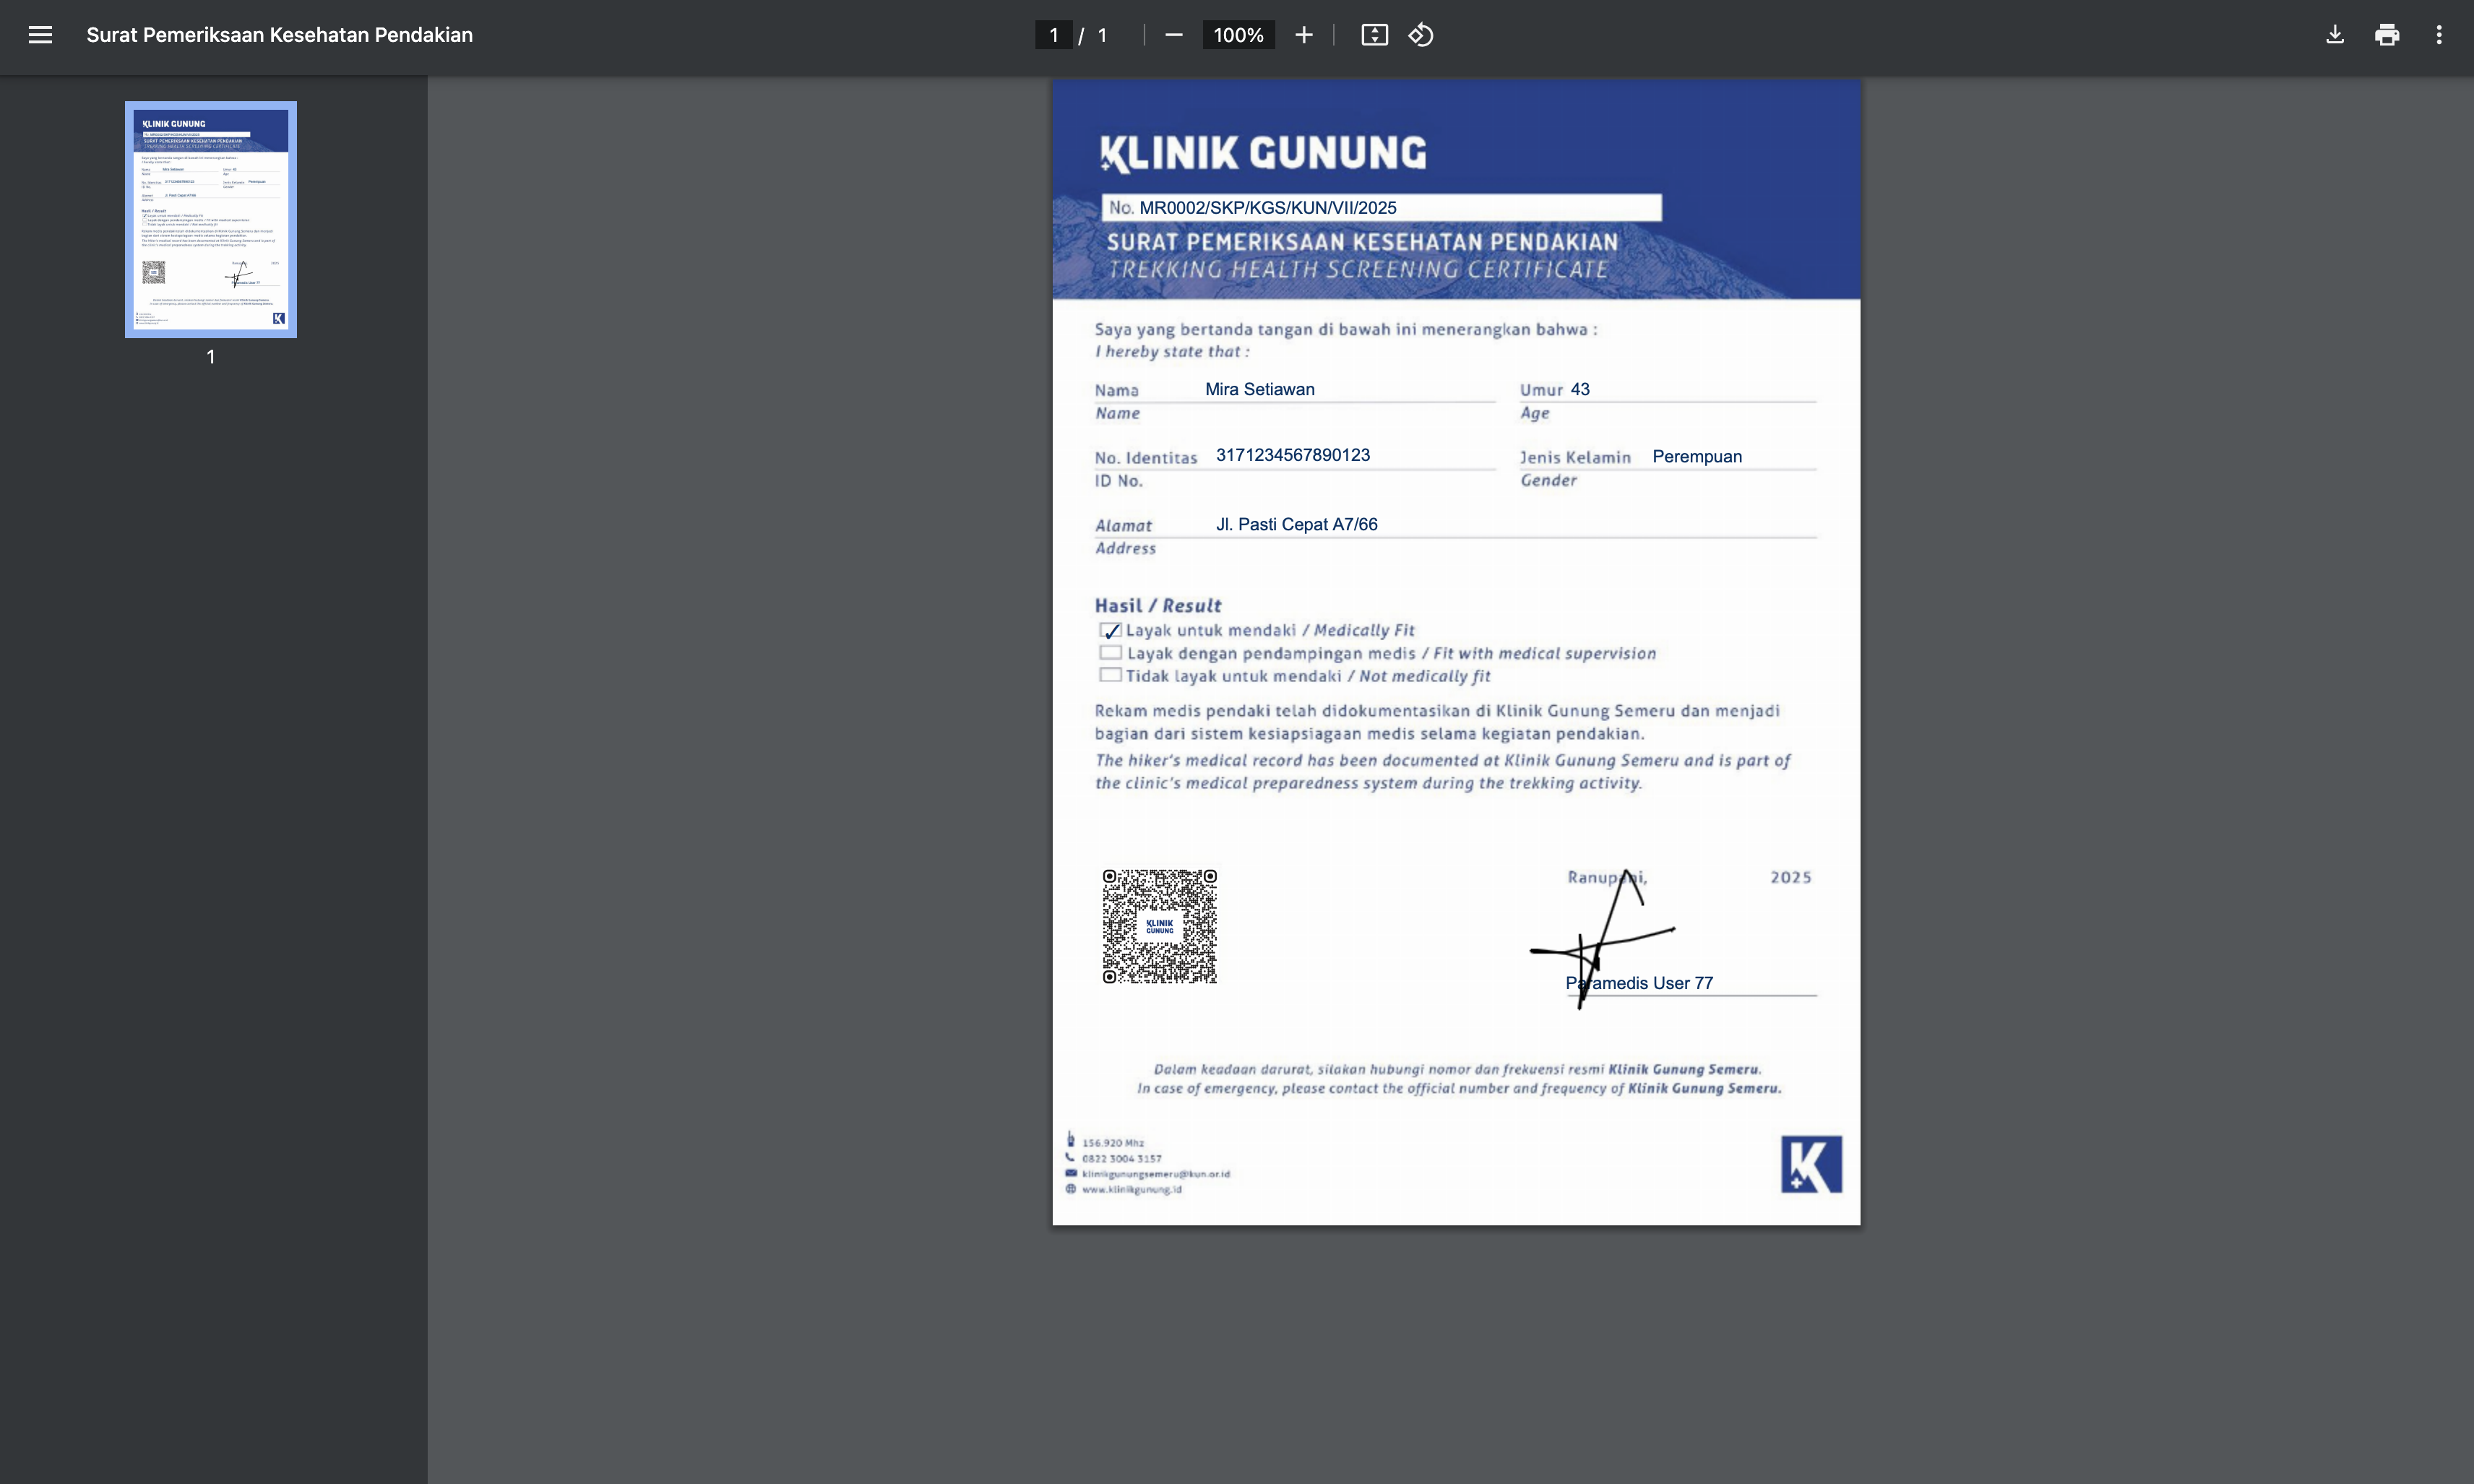 Surat Pemeriksaan Kesehatan Pendakian
1 / 1
100%
1
KLINIK GUNUNG
No. MR0002/SKP/KGS/KUN/VII/2025
SURAT PEMERIKSAAN KESEHATAN PENDAKIAN
TREKKING HEALTH SCREENING CERTIFICATE
Saya yang bertanda tangan di bawah ini menerangkan bahwa :
I hereby state that :
Nama Mira Setiawan Umur 43
Name Age
No. Identitas 3171234567890123 Jenis Kelamin Perempuan
ID No. Gender
Alamat Jl. Pasti Cepat A7/66
Address
Hasil / Result
Layak untuk mendaki / Medically Fit
Layak dengan pendampingan medis / Fit with medical supervision
Tidak layak untuk mendaki / Not medically fit
Rekam medis pendaki telah didokumentasikan di Klinik Gunung Semeru dan menjadi
bagian dari sistem kesiapsiagaan medis selama kegiatan pendakian.
The hiker's medical record has been documented at Klinik Gunung Semeru and is part of
the clinic's medical preparedness system during the trekking activity.
KLINIK
GUNUNG
Ranupani, 2025
Paramedis User 77
Dalam keadaan darurat, silakan hubungi nomor dan frekuensi resmi Klinik Gunung Semeru.
In case of emergency, please contact the official number and frequency of Klinik Gunung Semeru.
156.920 Mhz
0822 3004 3157
klinikgunungsemeru@kun.or.id
www.klinikgunung.id
K